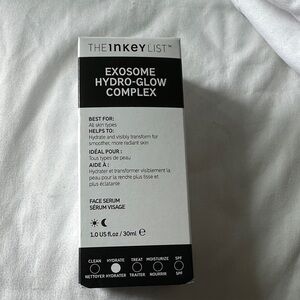 THE INKEY LIST™
EXOSOME
HYDRO-GLOW
COMPLEX
BEST FOR:
All skin types
HELPS TO:
Hydrate and visibly transform for
smoother, more radiant skin
IDÉAL POUR :
Tous types de peau
AIDE À :
Hydrater et transformer visiblement la
peau pour la rendre plus lisse et
plus éclatante
FACE SERUM
SÉRUM VISAGE
1.0 US fl.oz / 30ml ℮
CLEAN HYDRATE TREAT MOISTURIZE SPF
NETTOYER HYDRATER TRAITER NOURRIR SPF